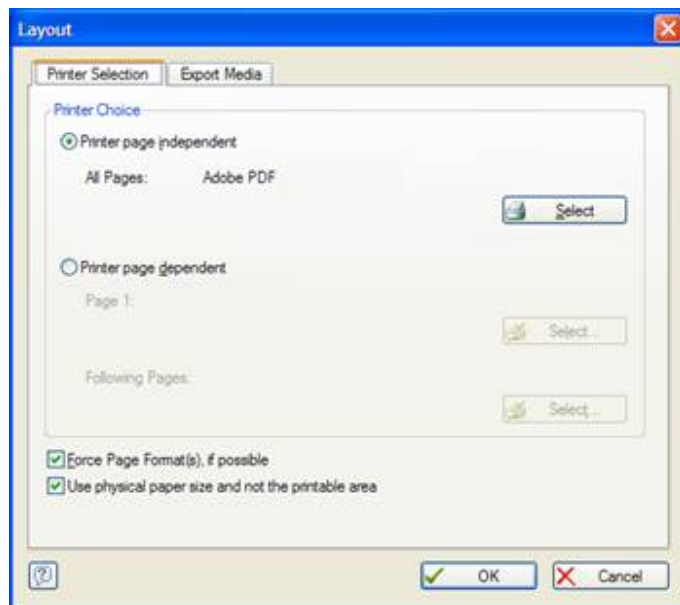 Layout
Printer Selection Export Media
Printer Choice
Printer page independent
All Pages: Adobe PDF
Select
Printer page dependent
Page 1:
Select...
Following Pages:
Select...
Force Page Format(s), if possible
Use physical paper size and not the printable area
? OK Cancel